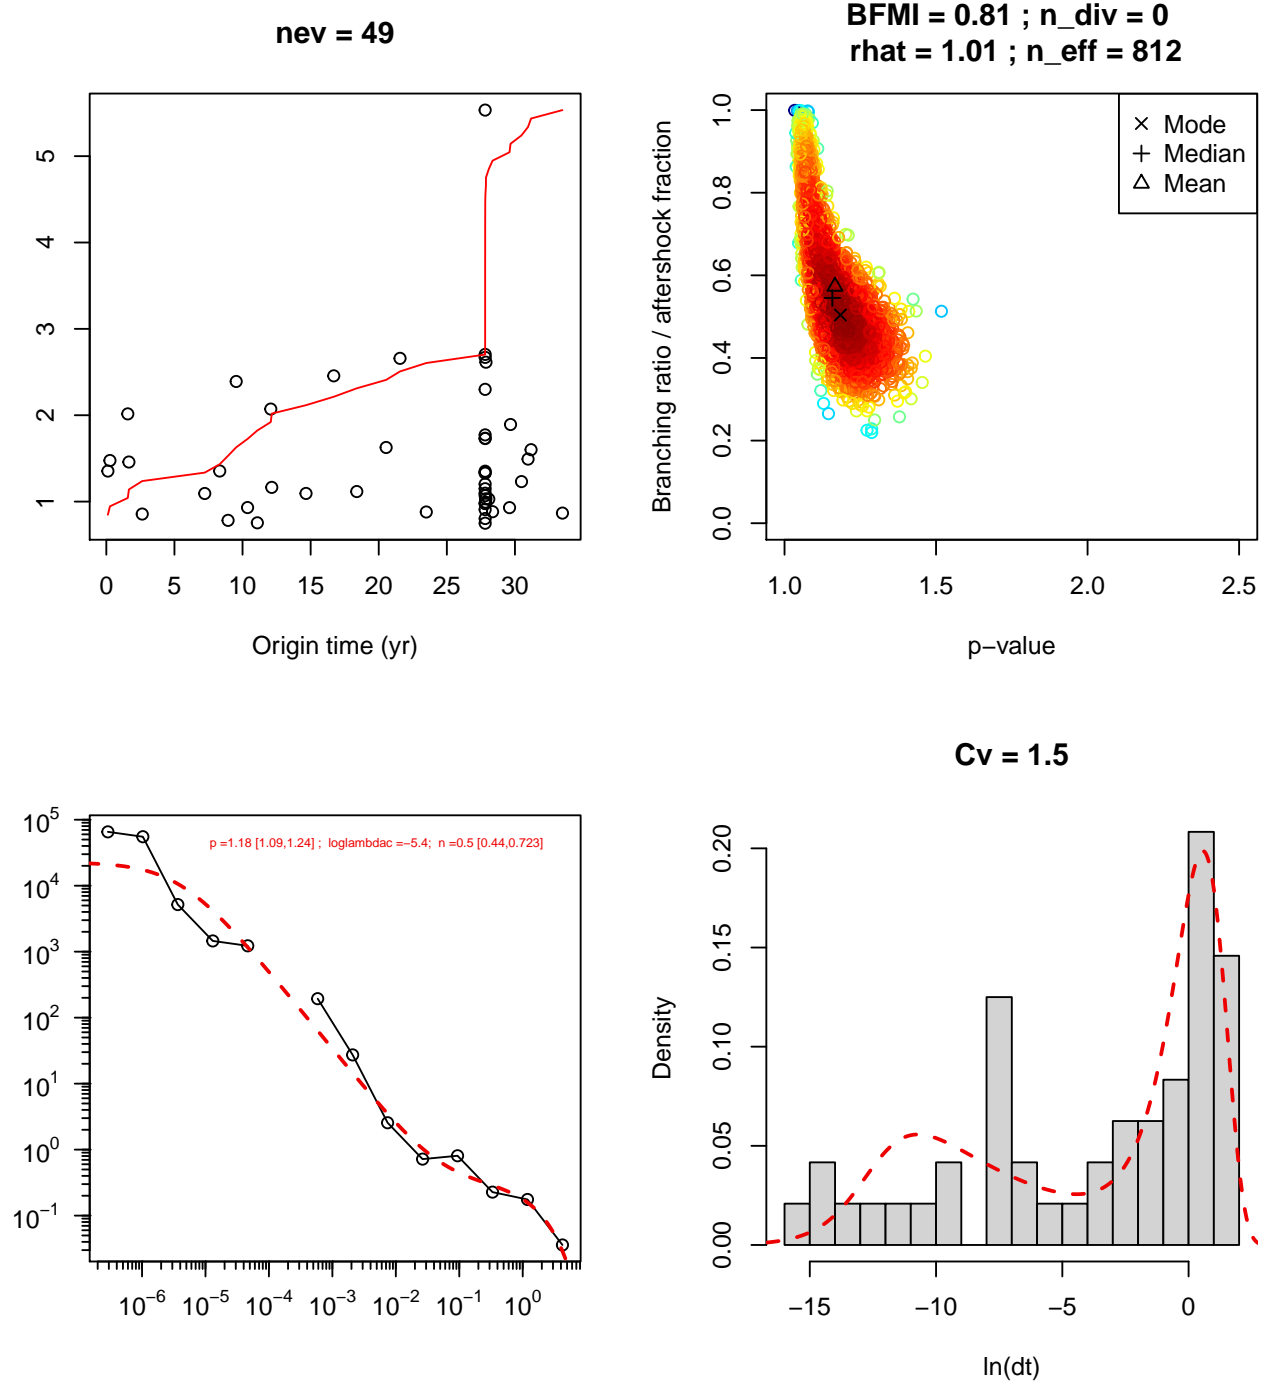 nev = 49
5
4
3
2
1
0 5 10 15 20 25 30
Origin time (yr)
BFMI = 0.81 ; n_div = 0
rhat = 1.01 ; n_eff = 812
Branching ratio / aftershock fraction
1.0
0.8
0.6
0.4
0.2
0.0
Mode
Median
Mean
1.0 1.5 2.0 2.5
p−value
10^5
10^4
10^3
10^2
10^1
10^0
10^−1
p =1.18 [1.09,1.24] ; loglambdac =−5.4; n =0.5 [0.44,0.723]
10^−6 10^−5 10^−4 10^−3 10^−2 10^−1 10^0
Cv = 1.5
Density
0.20
0.15
0.10
0.05
0.00
−15 −10 −5 0
ln(dt)